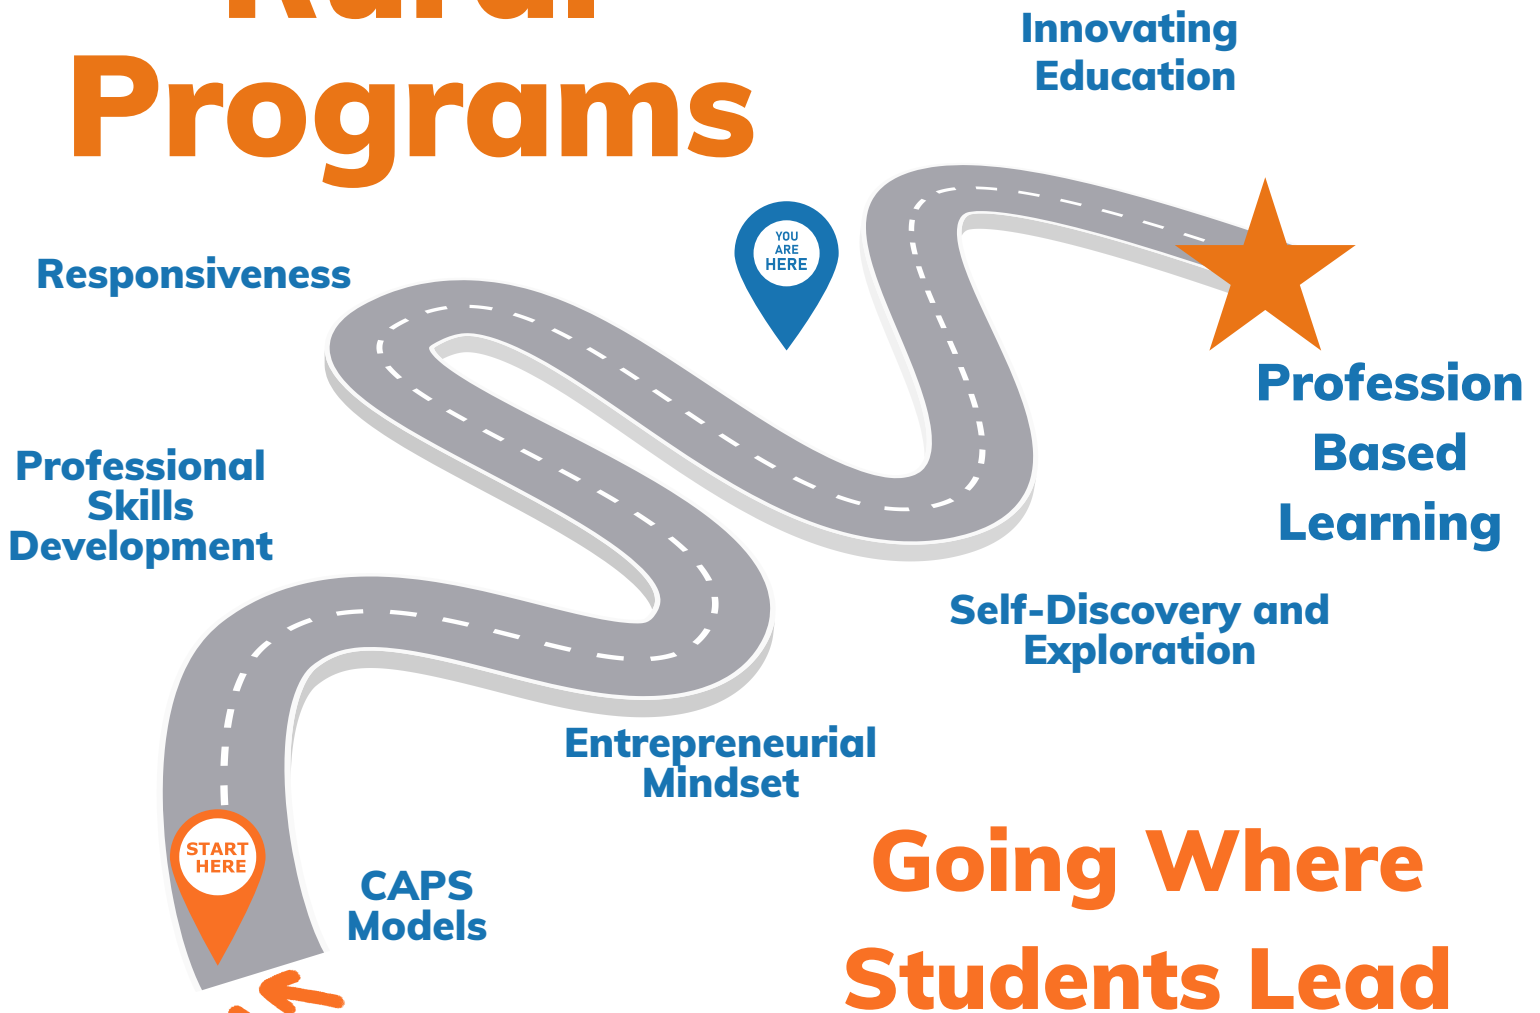 Rural
Programs
Innovating
Education
YOU
ARE
HERE
Responsiveness
Profession
Based
Learning
Professional
Skills
Development
Self-Discovery and
Exploration
Entrepreneurial
Mindset
START
HERE
CAPS
Models
Going Where
Students Lead